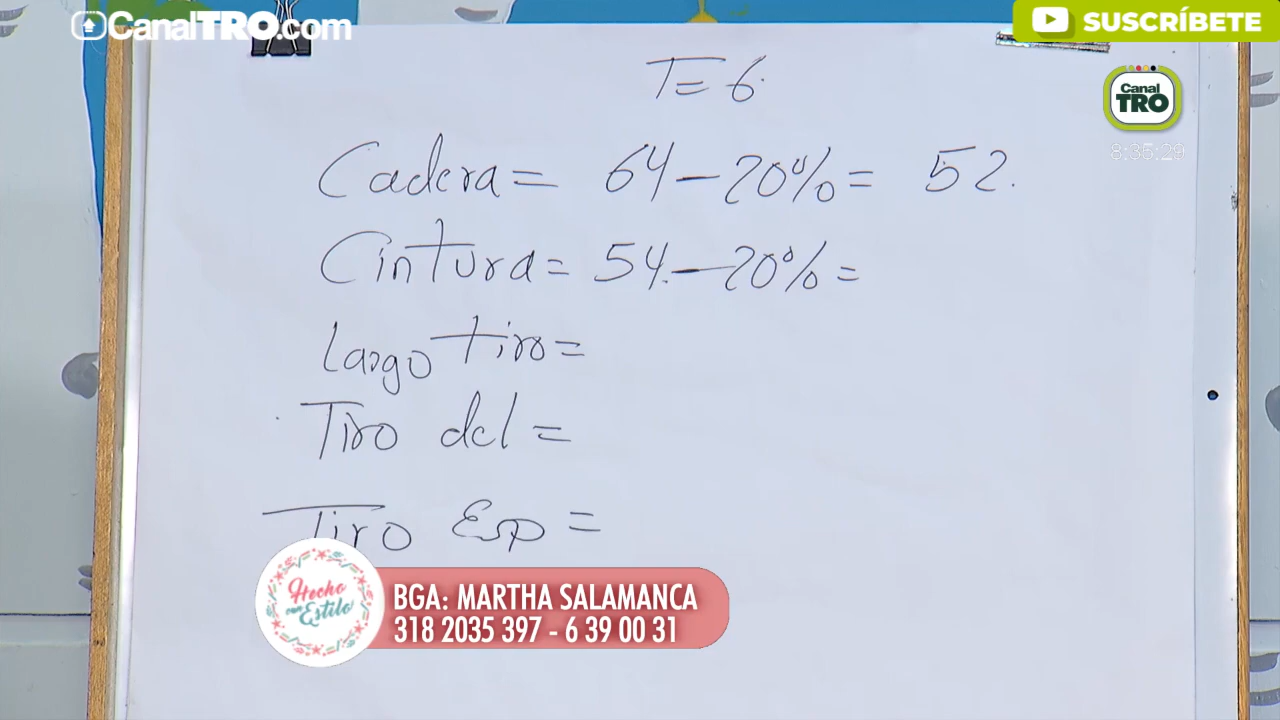 CanalTRO.com
SUSCRÍBETE
Canal
TRO
8:35:29
T= 6
Cadera = 64 - 20% = 52.
Cintura = 54. - 20% =
Largo tiro =
Tiro del =
Tiro Esp =
Hecho
con
Estilo
BGA: MARTHA SALAMANCA
318 2035 397 - 6 39 00 31